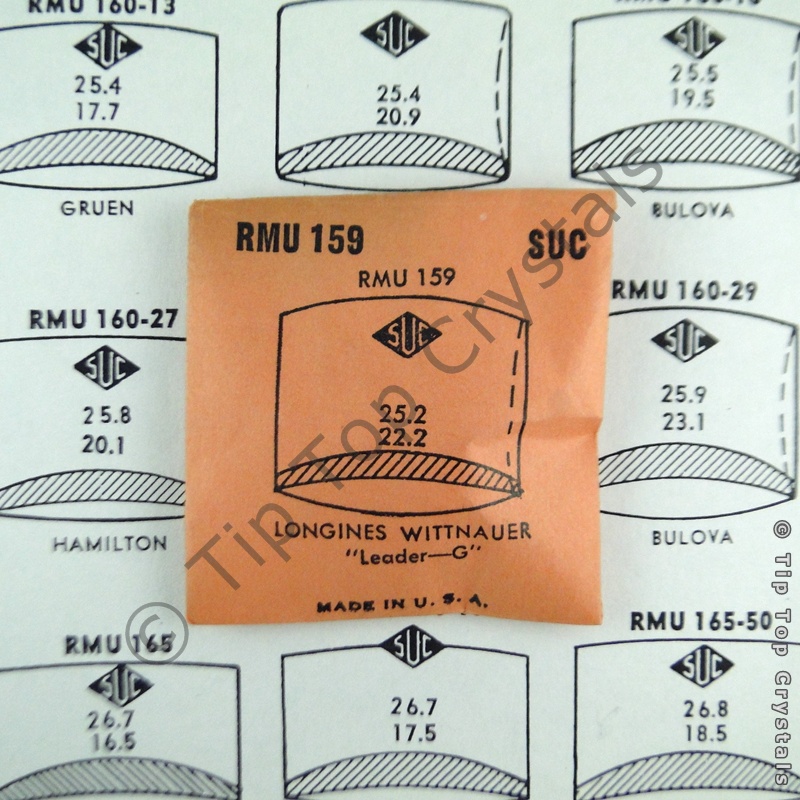 RMU 160-13
SUC
25.4
17.7
GRUEN
SUC
25.4
20.9
SUC
25.5
19.5
BULOVA
RMU 159
SUC
RMU 159
SUC
25.2
22.2
LONGINES WITTNAUER
"Leader—G"
MADE IN U. S. A.
RMU 160-27
SUC
25.8
20.1
HAMILTON
RMU 160-29
SUC
25.9
23.1
BULOVA
RMU 165
SUC
26.7
16.5
SUC
26.7
17.5
RMU 165-50
SUC
26.8
18.5
© Tip Top Crystals
© Tip Top Crystals